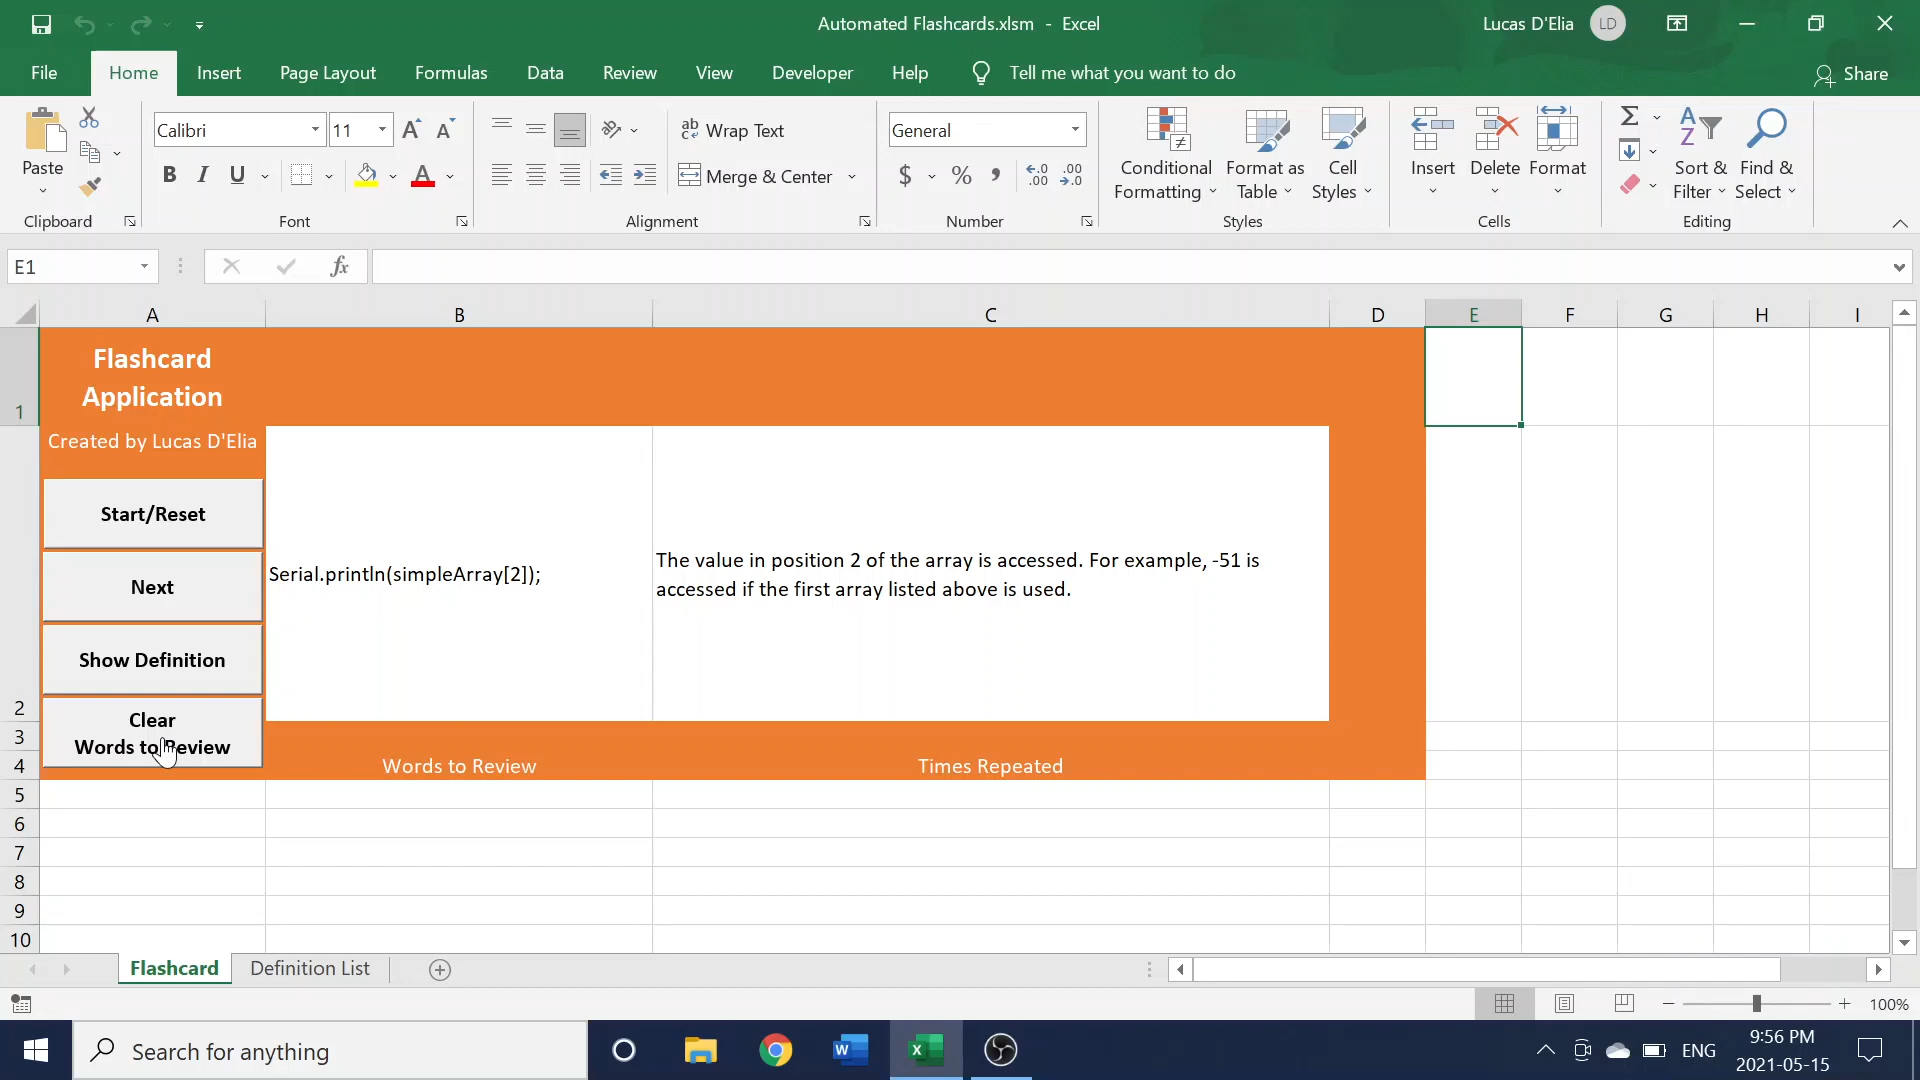 Automated Flashcards.xlsm - Excel
Lucas D'Elia LD
File Home Insert Page Layout Formulas Data Review View Developer Help Tell me what you want to do Share
Paste
Clipboard
Calibri 11
B I U
Font
Wrap Text
Merge & Center
Alignment
General
$ % ,
Number
Conditional
Formatting
Format as
Table
Cell
Styles
Styles
Insert Delete Format
Cells
Sort &
Filter
Find &
Select
Editing
E1 fx
A B C D E F G H I
1
2
3
4
5
6
7
8
9
10
Flashcard
Application
Created by Lucas D'Elia
Start/Reset
Next
Show Definition
Clear
Words to Review
Serial.println(simpleArray[2]);
The value in position 2 of the array is accessed. For example, -51 is
accessed if the first array listed above is used.
Words to Review Times Repeated
Flashcard Definition List
100%
Search for anything
ENG
9:56 PM
2021-05-15